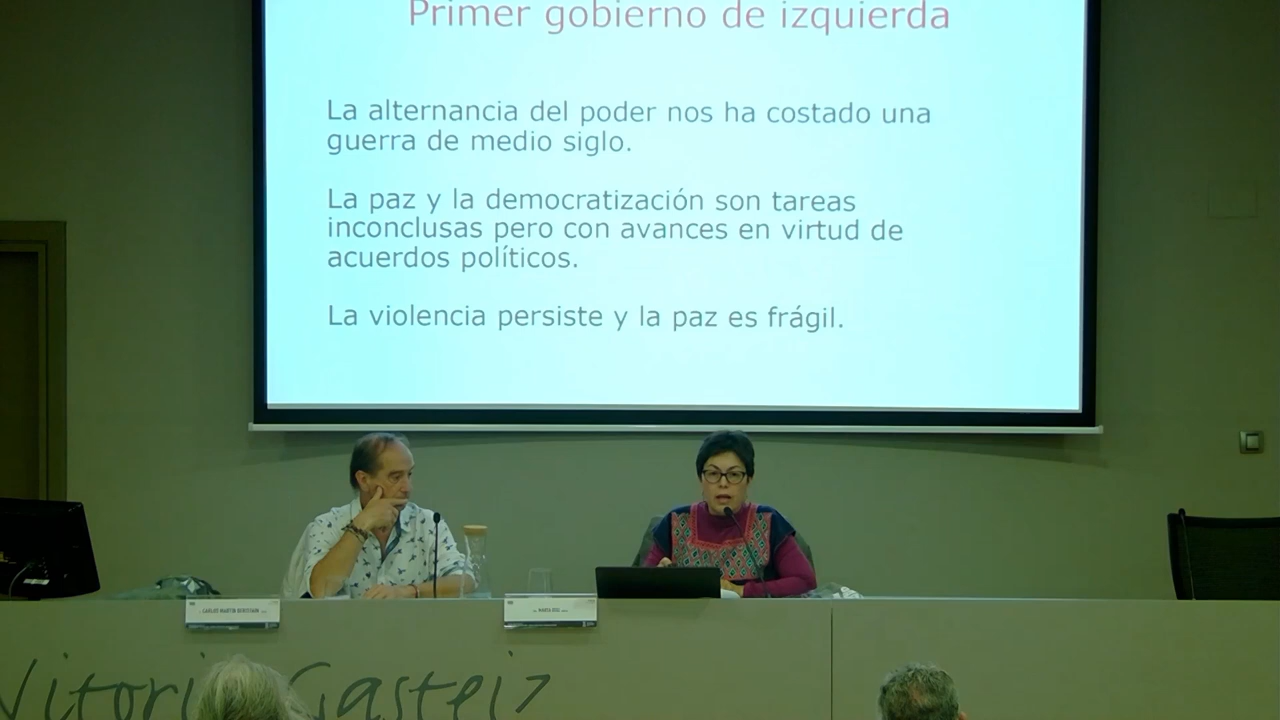 Primer gobierno de izquierda
La alternancia del poder nos ha costado una
guerra de medio siglo.
La paz y la democratización son tareas
inconclusas pero con avances en virtud de
acuerdos políticos.
La violencia persiste y la paz es frágil.
CARLOS MARTÍN BERISTAIN
Vitoria Gasteiz